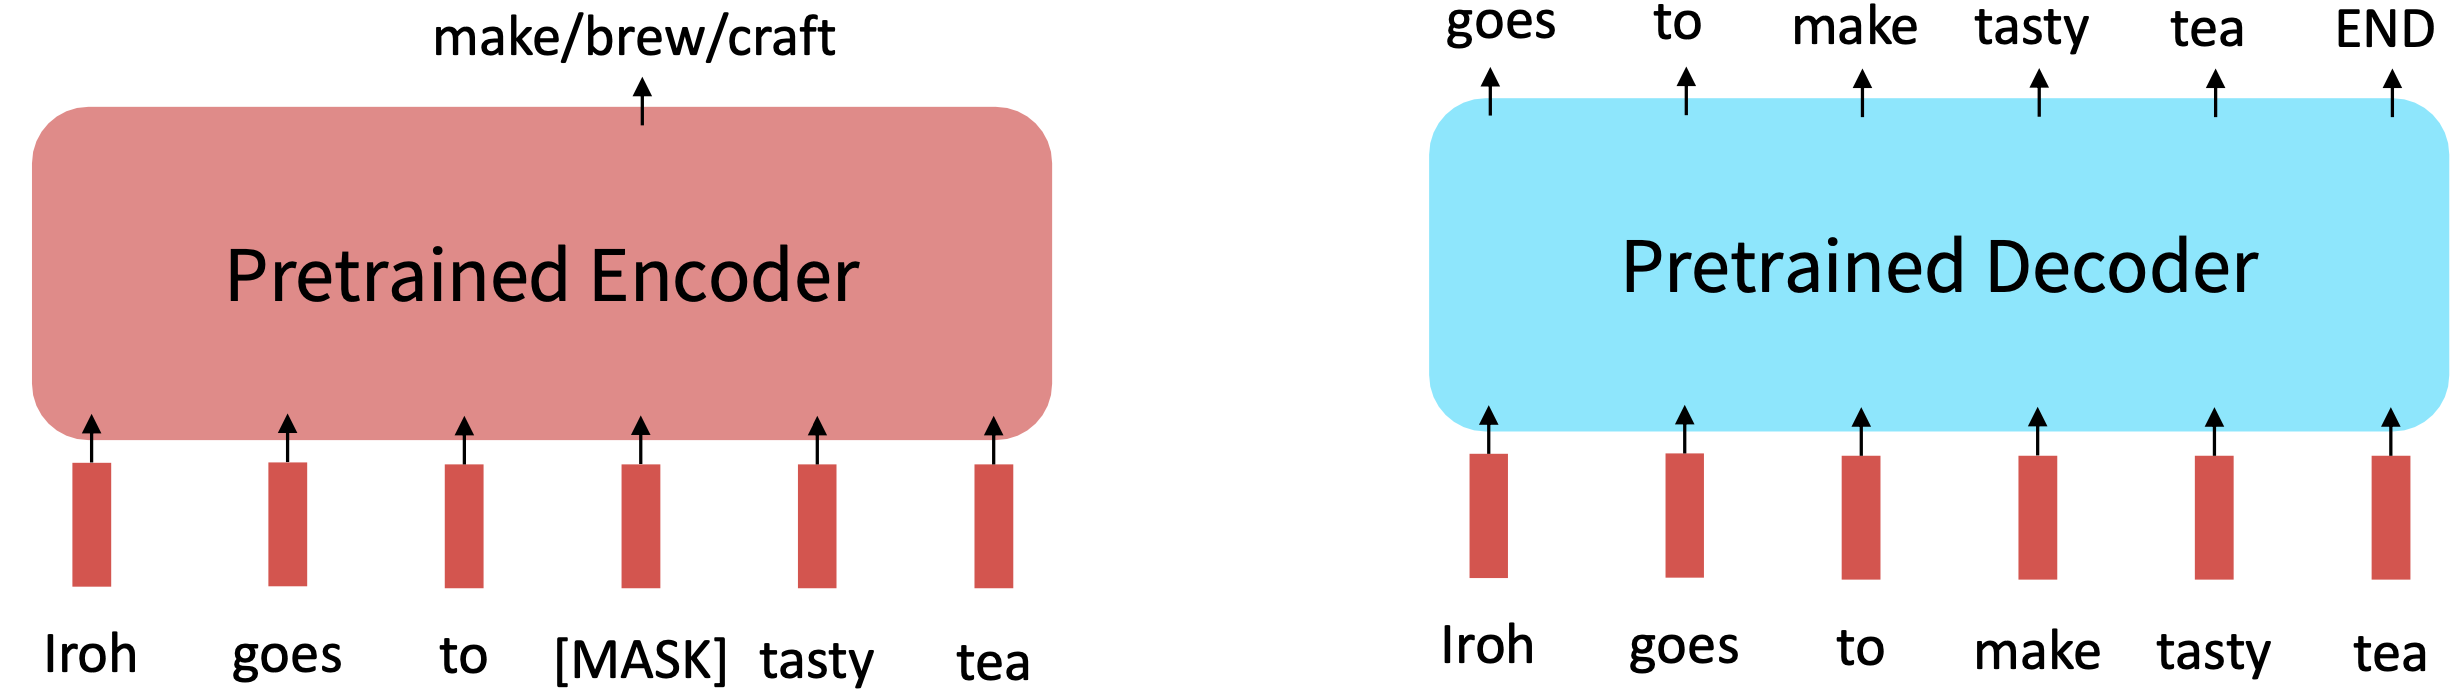 make/brew/craft
Pretrained Encoder
Iroh goes to [MASK] tasty tea
goes to make tasty tea END
Pretrained Decoder
Iroh goes to make tasty tea